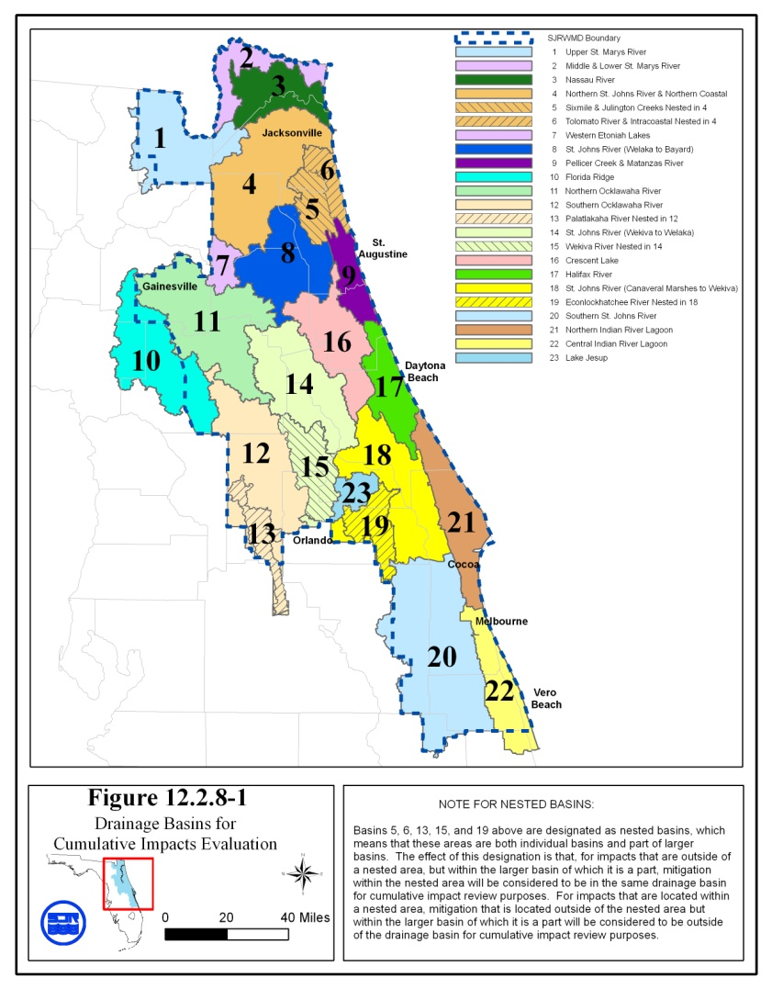 SJRWMD Boundary
1 Upper St. Marys River
2 Middle & Lower St. Marys River
3 Nassau River
4 Northern St. Johns River & Northern Coastal
5 Sixmile & Julington Creeks Nested in 4
6 Tolomato River & Intracoastal Nested in 4
7 Western Etoniah Lakes
8 St. Johns River (Welaka to Bayard)
9 Pellicer Creek & Matanzas River
10 Florida Ridge
11 Northern Ocklawaha River
12 Southern Ocklawaha River
13 Palatlakaha River Nested in 12
14 St. Johns River (Wekiva to Welaka)
15 Wekiva River Nested in 14
16 Crescent Lake
17 Halifax River
18 St. Johns River (Canaveral Marshes to Wekiva)
19 Econlockhatchee River Nested in 18
20 Southern St. Johns River
21 Northern Indian River Lagoon
22 Central Indian River Lagoon
23 Lake Jesup
2
3
1
Jacksonville
4
6
5
8
7
St.
Augustine
9
Gainesville
11
10
16
14
Daytona
Beach
17
12
15
18
23
19
13
Orlando
21
Cocoa
Melbourne
20
22
Vero
Beach
Figure 12.2.8-1
Drainage Basins for
Cumulative Impacts Evaluation
N
W
E
S
SJR
0 20 40 Miles
NOTE FOR NESTED BASINS:
Basins 5, 6, 13, 15, and 19 above are designated as nested basins, which
means that these areas are both individual basins and part of larger
basins. The effect of this designation is that, for impacts that are outside of
a nested area, but within the larger basin of which it is a part, mitigation
within the nested area will be considered to be in the same drainage basin
for cumulative impact review purposes. For impacts that are located within
a nested area, mitigation that is located outside of the nested area but
within the larger basin of which it is a part will be considered to be outside
of the drainage basin for cumulative impact review purposes.